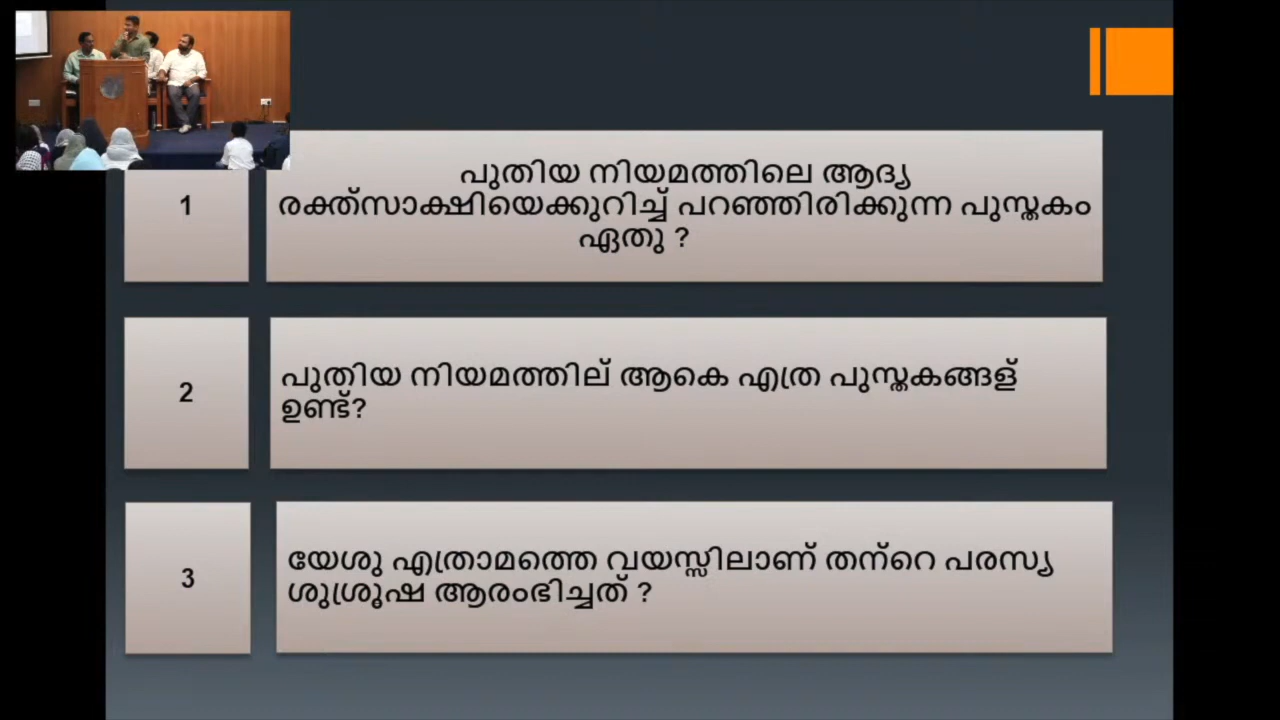 1
പുതിയ നിയമത്തിലെ ആദ്യ
രക്ത്സാക്ഷിയെക്കുറിച്ച് പറഞ്ഞിരിക്കുന്ന പുസ്തകം
ഏതു ?
2
പുതിയ നിയമത്തില് ആകെ എത്ര പുസ്തകങ്ങള്
ഉണ്ട്?
3
യേശു എത്രാമത്തെ വയസ്സിലാണ് തന്റെ പരസ്യ
ശുശ്രൂഷ ആരംഭിച്ചത് ?